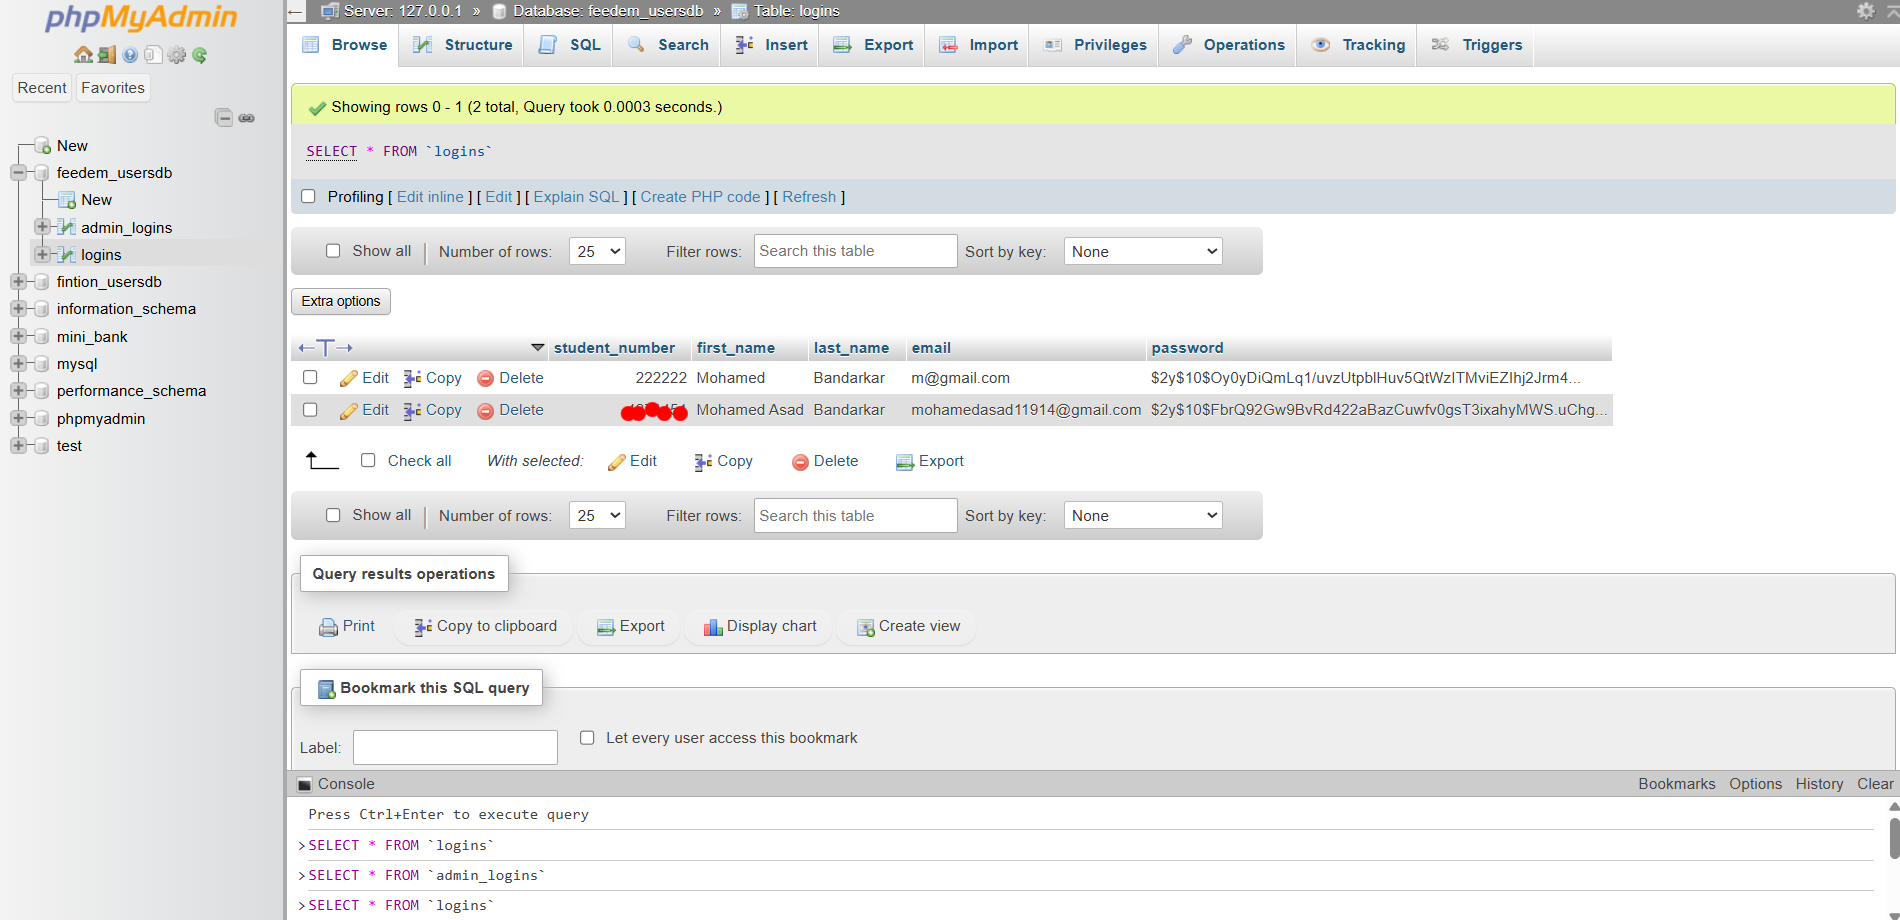 phpMyAdmin
Recent Favorites
New
feedem_usersdb
New
admin_logins
logins
fintion_usersdb
information_schema
mini_bank
mysql
performance_schema
phpmyadmin
test
Server: 127.0.0.1 » Database: feedem_usersdb » Table: logins
Browse Structure SQL Search Insert Export Import Privileges Operations Tracking Triggers
Showing rows 0 - 1 (2 total, Query took 0.0003 seconds.)
SELECT * FROM `logins`
Profiling [ Edit inline ] [ Edit ] [ Explain SQL ] [ Create PHP code ] [ Refresh ]
Show all Number of rows: 25 Filter rows: Search this table Sort by key: None
Extra options
student_number first_name last_name email password
Edit Copy Delete 222222 Mohamed Bandarkar m@gmail.com $2y$10$Oy0yDiQmLq1/uvzUtpblHuv5QtWzITMviEZIhj2Jrm4...
Edit Copy Delete Mohamed Asad Bandarkar mohamedasad11914@gmail.com $2y$10$FbrQ92Gw9BvRd422aBazCuwfv0gsT3ixahyMWS.uChg...
Check all With selected: Edit Copy Delete Export
Show all Number of rows: 25 Filter rows: Search this table Sort by key: None
Query results operations
Print Copy to clipboard Export Display chart Create view
Bookmark this SQL query
Label: Let every user access this bookmark
Console Bookmarks Options History Clear
Press Ctrl+Enter to execute query
>SELECT * FROM `logins`
>SELECT * FROM `admin_logins`
>SELECT * FROM `logins`